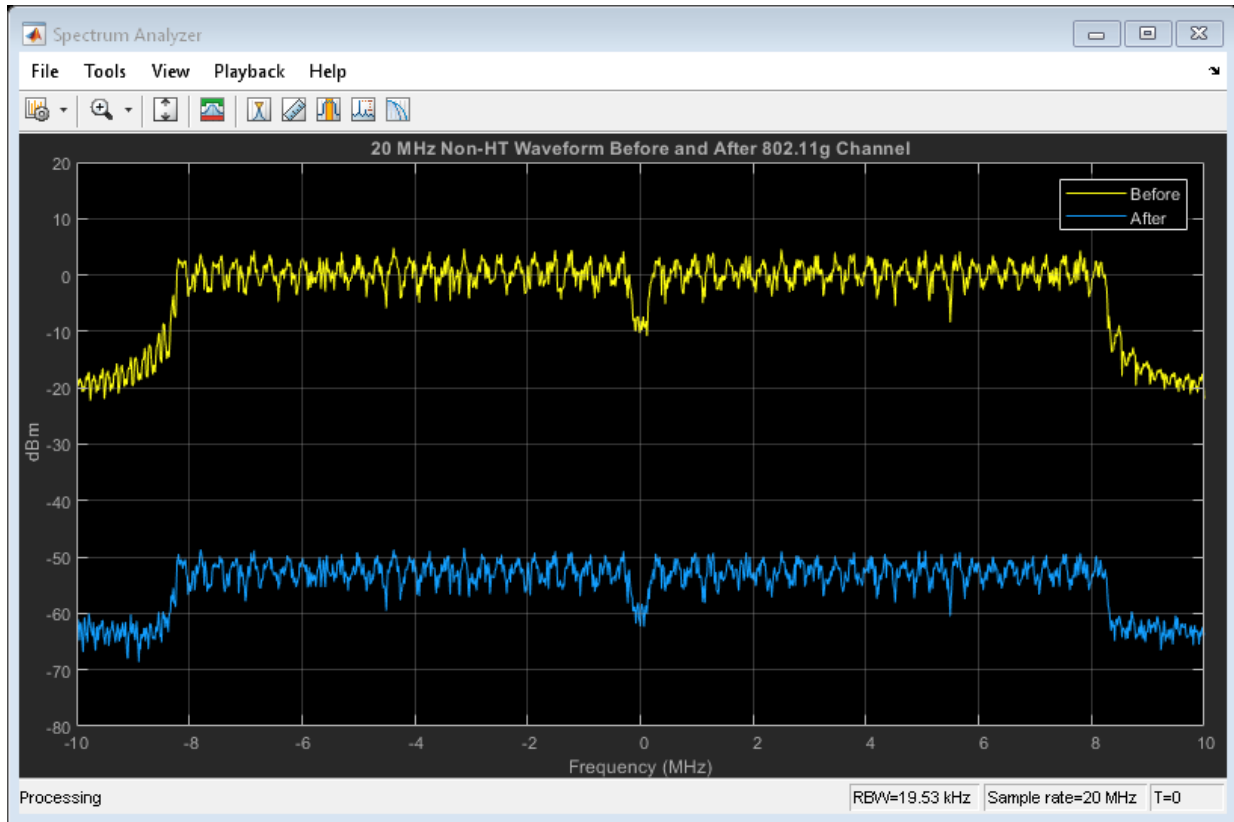 Spectrum Analyzer
File Tools View Playback Help
20 MHz Non-HT Waveform Before and After 802.11g Channel
Before
After
20
10
0
-10
-20
-30
-40
-50
-60
-70
-80
dBm
-10 -8 -6 -4 -2 0 2 4 6 8 10
Frequency (MHz)
Processing RBW=19.53 kHz Sample rate=20 MHz T=0